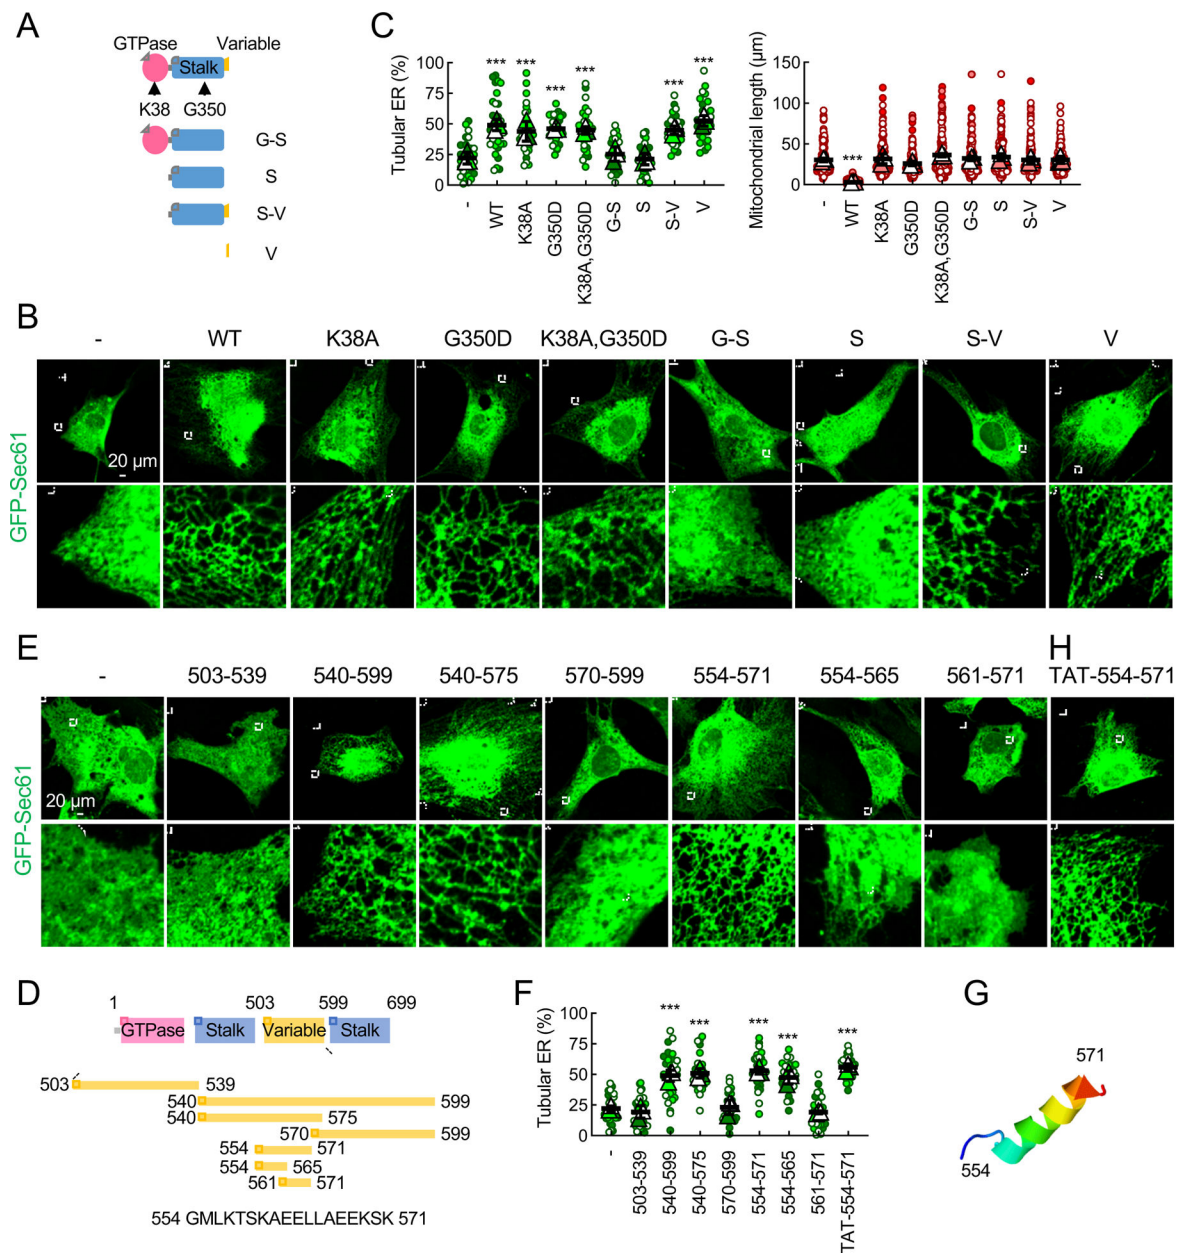 A
GTPase
Variable
Stalk
K38
G350
G-S
S
S-V
V
C
Tubular ER (%)
100
75
50
25
0
***
***
***
***
***
***
-
WT
K38A
G350D
K38A,G350D
G-S
S
S-V
V
Mitochondrial length (µm)
150
100
50
0
***
-
WT
K38A
G350D
K38A,G350D
G-S
S
S-V
V
B
- WT K38A G350D K38A,G350D G-S S S-V V
GFP-Sec61
20 µm
E
H
- 503-539 540-599 540-575 570-599 554-571 554-565 561-571 TAT-554-571
GFP-Sec61
20 µm
D
1 503 599 699
GTPase Stalk Variable Stalk
503 539
540 599
540 575
570 599
554 571
554 565
561 571
554 GMLKTSKAEELLAEEKSK 571
F
Tubular ER (%)
100
75
50
25
0
***
***
***
***
***
-
503-539
540-599
540-575
570-599
554-571
554-565
561-571
TAT-554-571
G
571
554